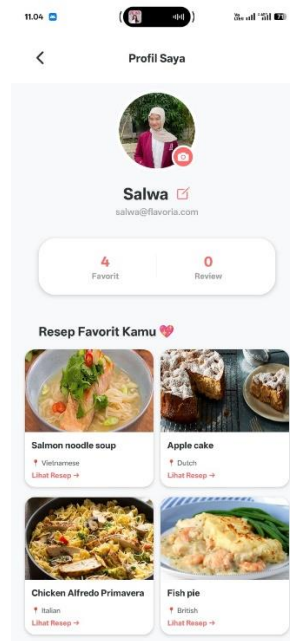 11.04
Profil Saya
Salwa
salwa@flavoria.com
4
Favorit
0
Review
Resep Favorit Kamu 💖
Salmon noodle soup
Vietnamese
Lihat Resep →
Apple cake
Dutch
Lihat Resep →
Chicken Alfredo Primavera
Italian
Lihat Resep →
Fish pie
British
Lihat Resep →